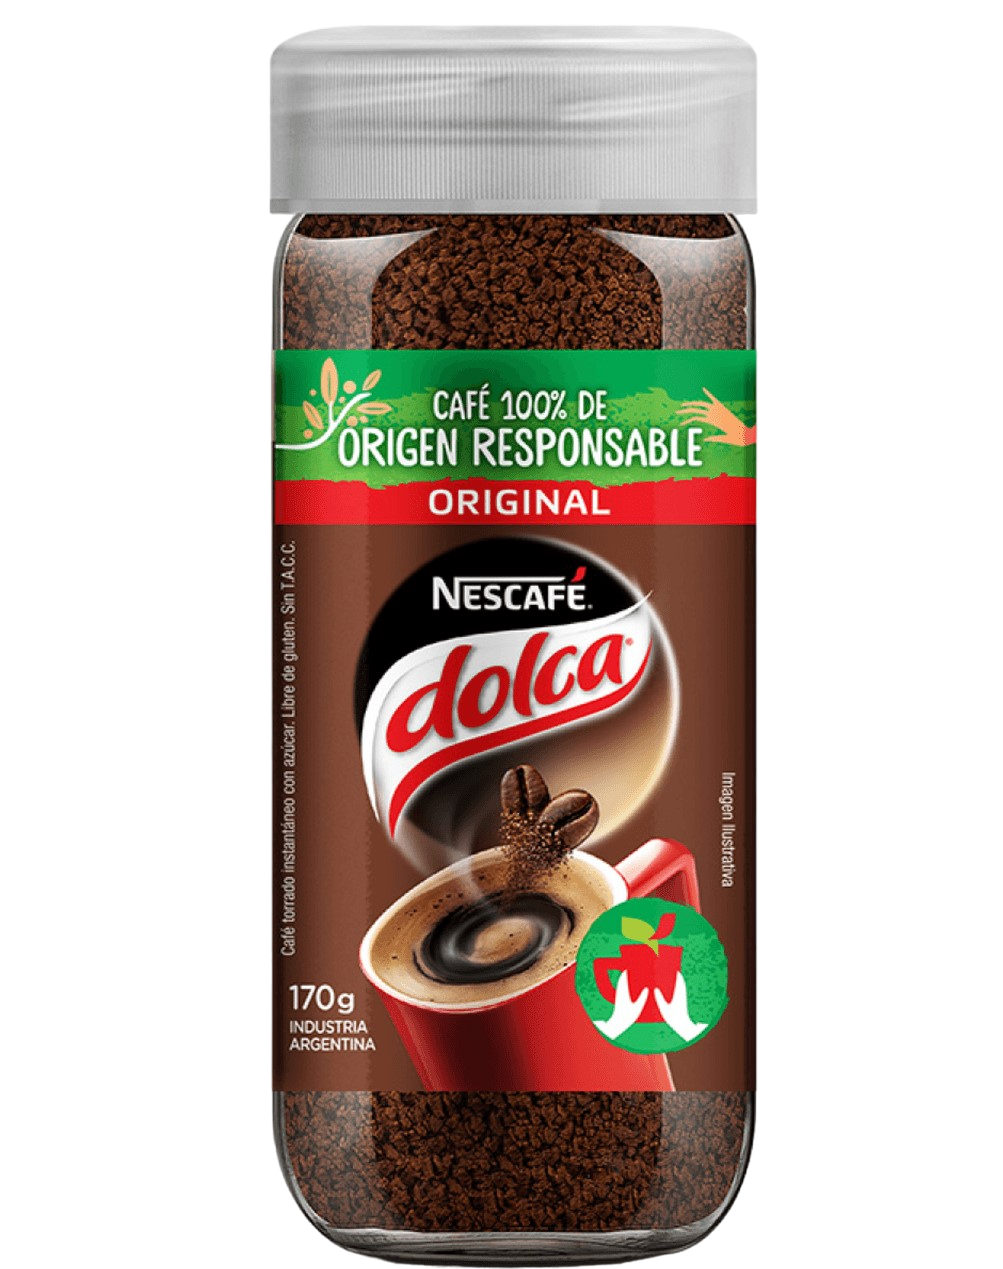 CAFÉ 100% DE
ORIGEN RESPONSABLE
ORIGINAL
NESCAFÉ®
dolca®
Café torrado instantáneo con azúcar. Libre de gluten. Sin T.A.C.C.
Imagen Ilustrativa
170g
INDUSTRIA
ARGENTINA